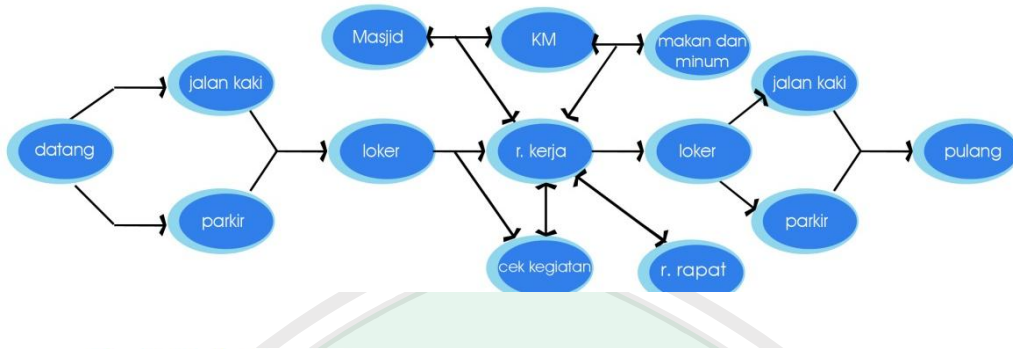 Masjid
KM
makan dan
minum
jalan kaki
jalan kaki
datang
loker
r. kerja
loker
pulang
parkir
parkir
cek kegiatan
r. rapat